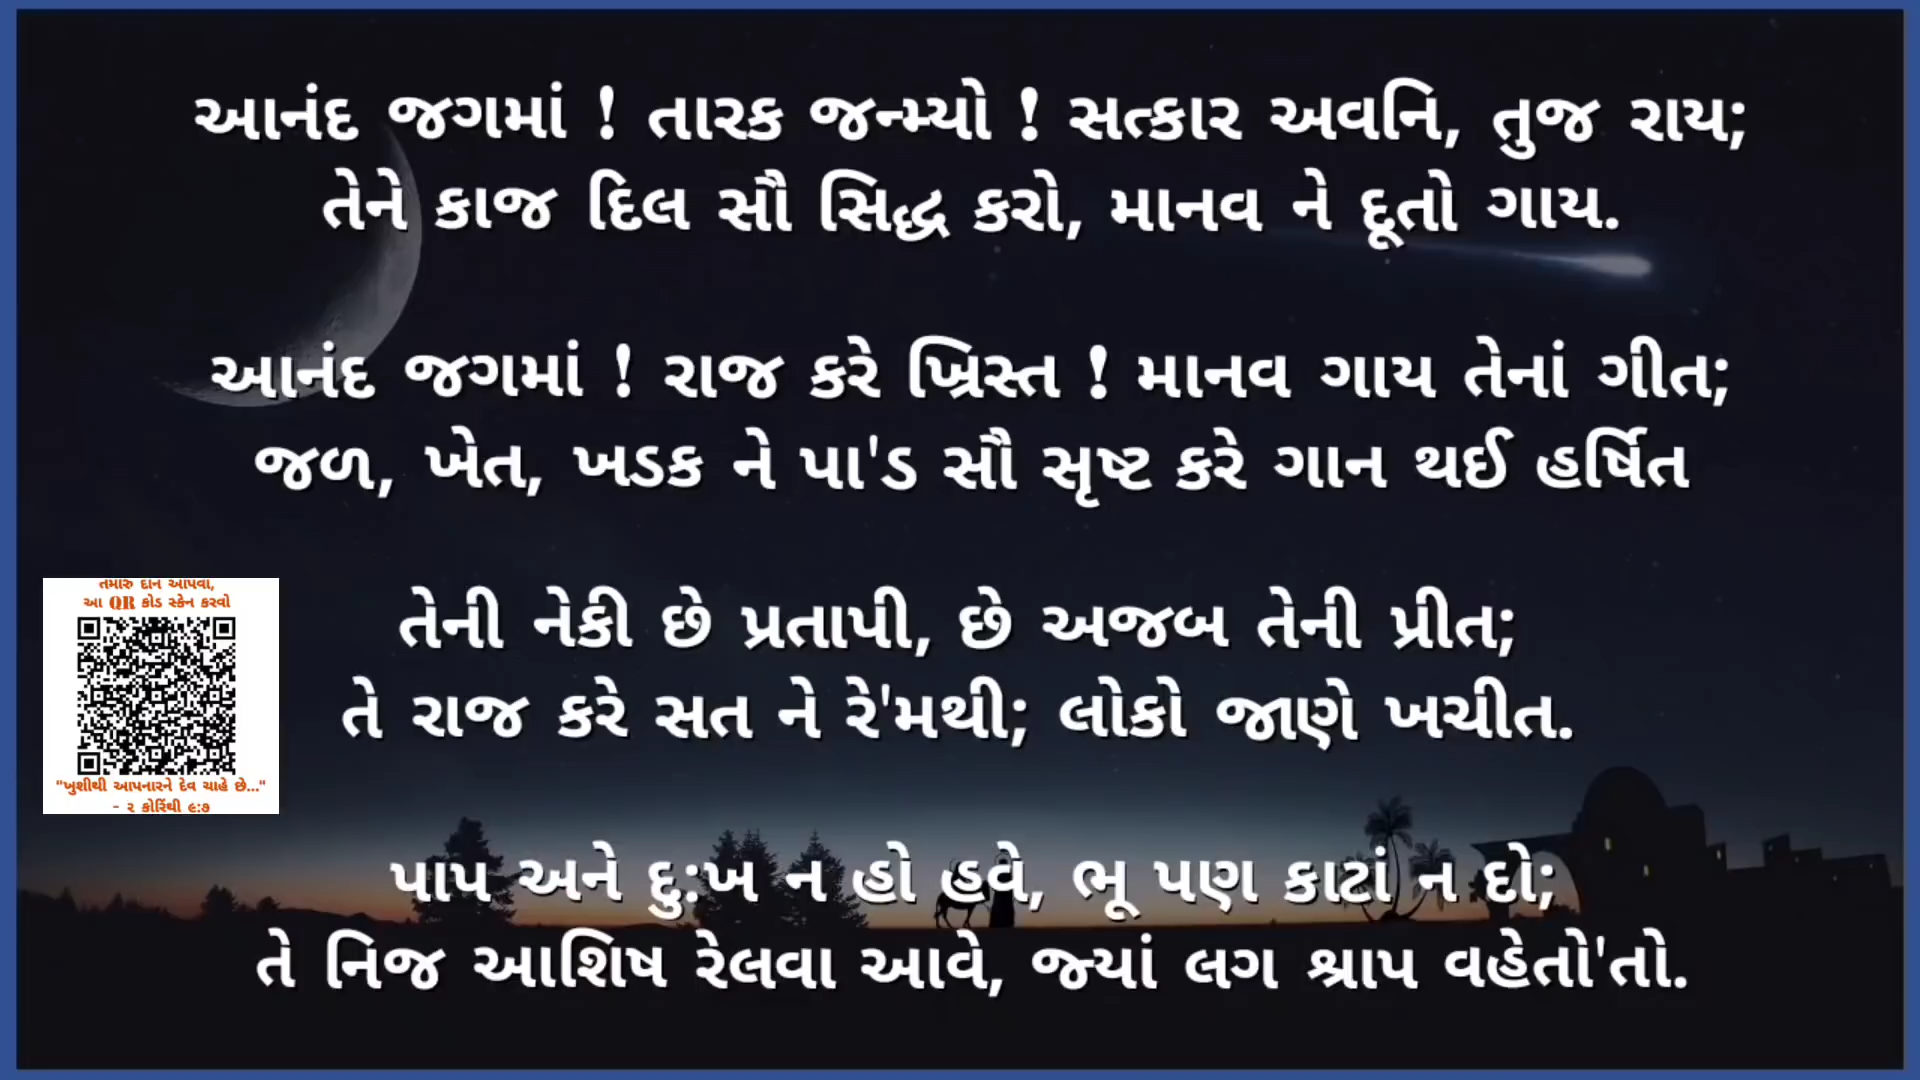 આનંદ જગમાં ! તારક જન્મ્યો ! સત્કાર અવનિ, તુજ રાય;
તેને કાજ દિલ સૌ સિદ્ધ કરો, માનવ ને દૂતો ગાય.
આનંદ જગમાં ! રાજ કરે ખ્રિસ્ત ! માનવ ગાય તેનાં ગીત;
જળ, ખેત, ખડક ને પા'ડ સૌ સૃષ્ટ કરે ગાન થઈ હર્ષિત
તેની નેકી છે પ્રતાપી, છે અજબ તેની પ્રીત;
તે રાજ કરે સત ને રે'મથી; લોકો જાણે ખચીત.
પાપ અને દુ:ખ ન હો હવે, ભૂ પણ કાટાં ન દો;
તે નિજ આશિષ રેલવા આવે, જ્યાં લગ શ્રાપ વહેતો'તો.
તમારુ દાન આપવા,
આ QR કોડ સ્કેન કરવો
"ખુશીથી આપનારને દેવ ચાહે છે..."
- ૨ કોરિંથી ૯:૭